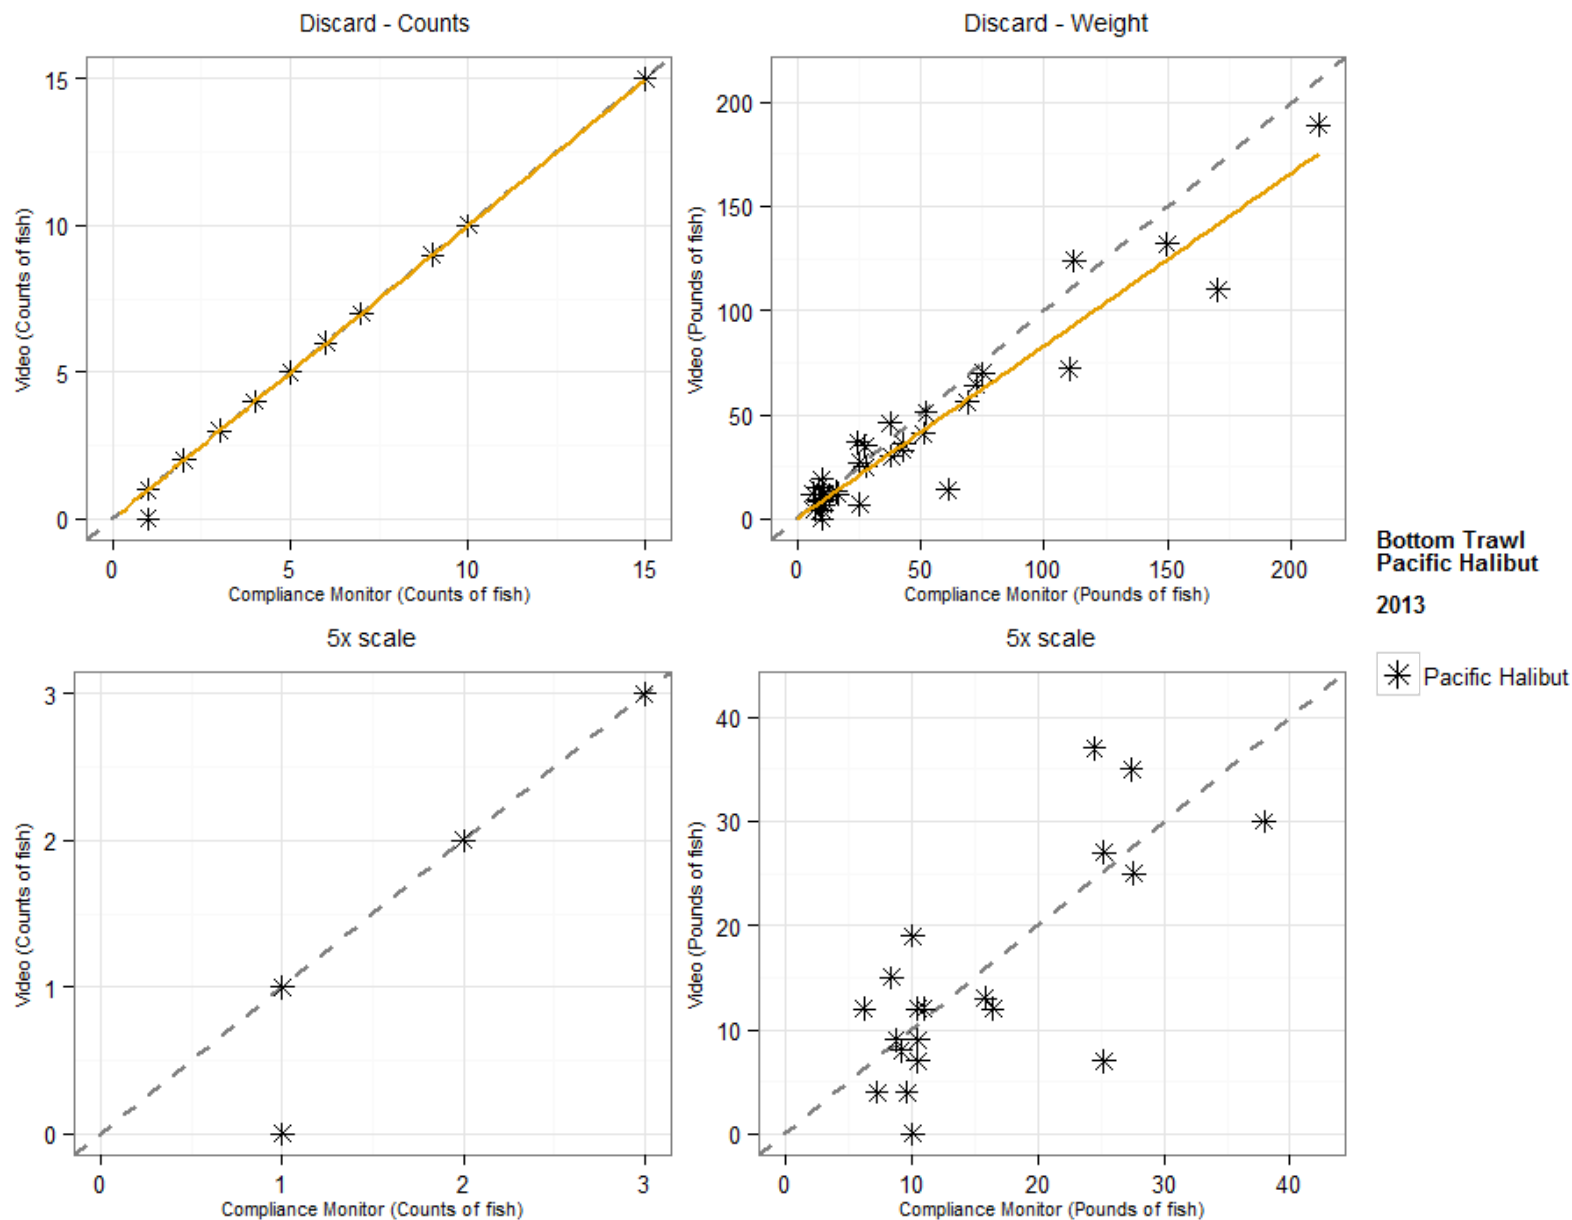 Discard - Counts
Video (Counts of fish)
15
10
5
0
0 5 10 15
Compliance Monitor (Counts of fish)
Discard - Weight
Video (Pounds of fish)
200
150
100
50
0
0 50 100 150 200
Compliance Monitor (Pounds of fish)
Bottom Trawl
Pacific Halibut
2013
Pacific Halibut
5x scale
Video (Counts of fish)
3
2
1
0
0 1 2 3
Compliance Monitor (Counts of fish)
5x scale
Video (Pounds of fish)
40
30
20
10
0
0 10 20 30 40
Compliance Monitor (Pounds of fish)